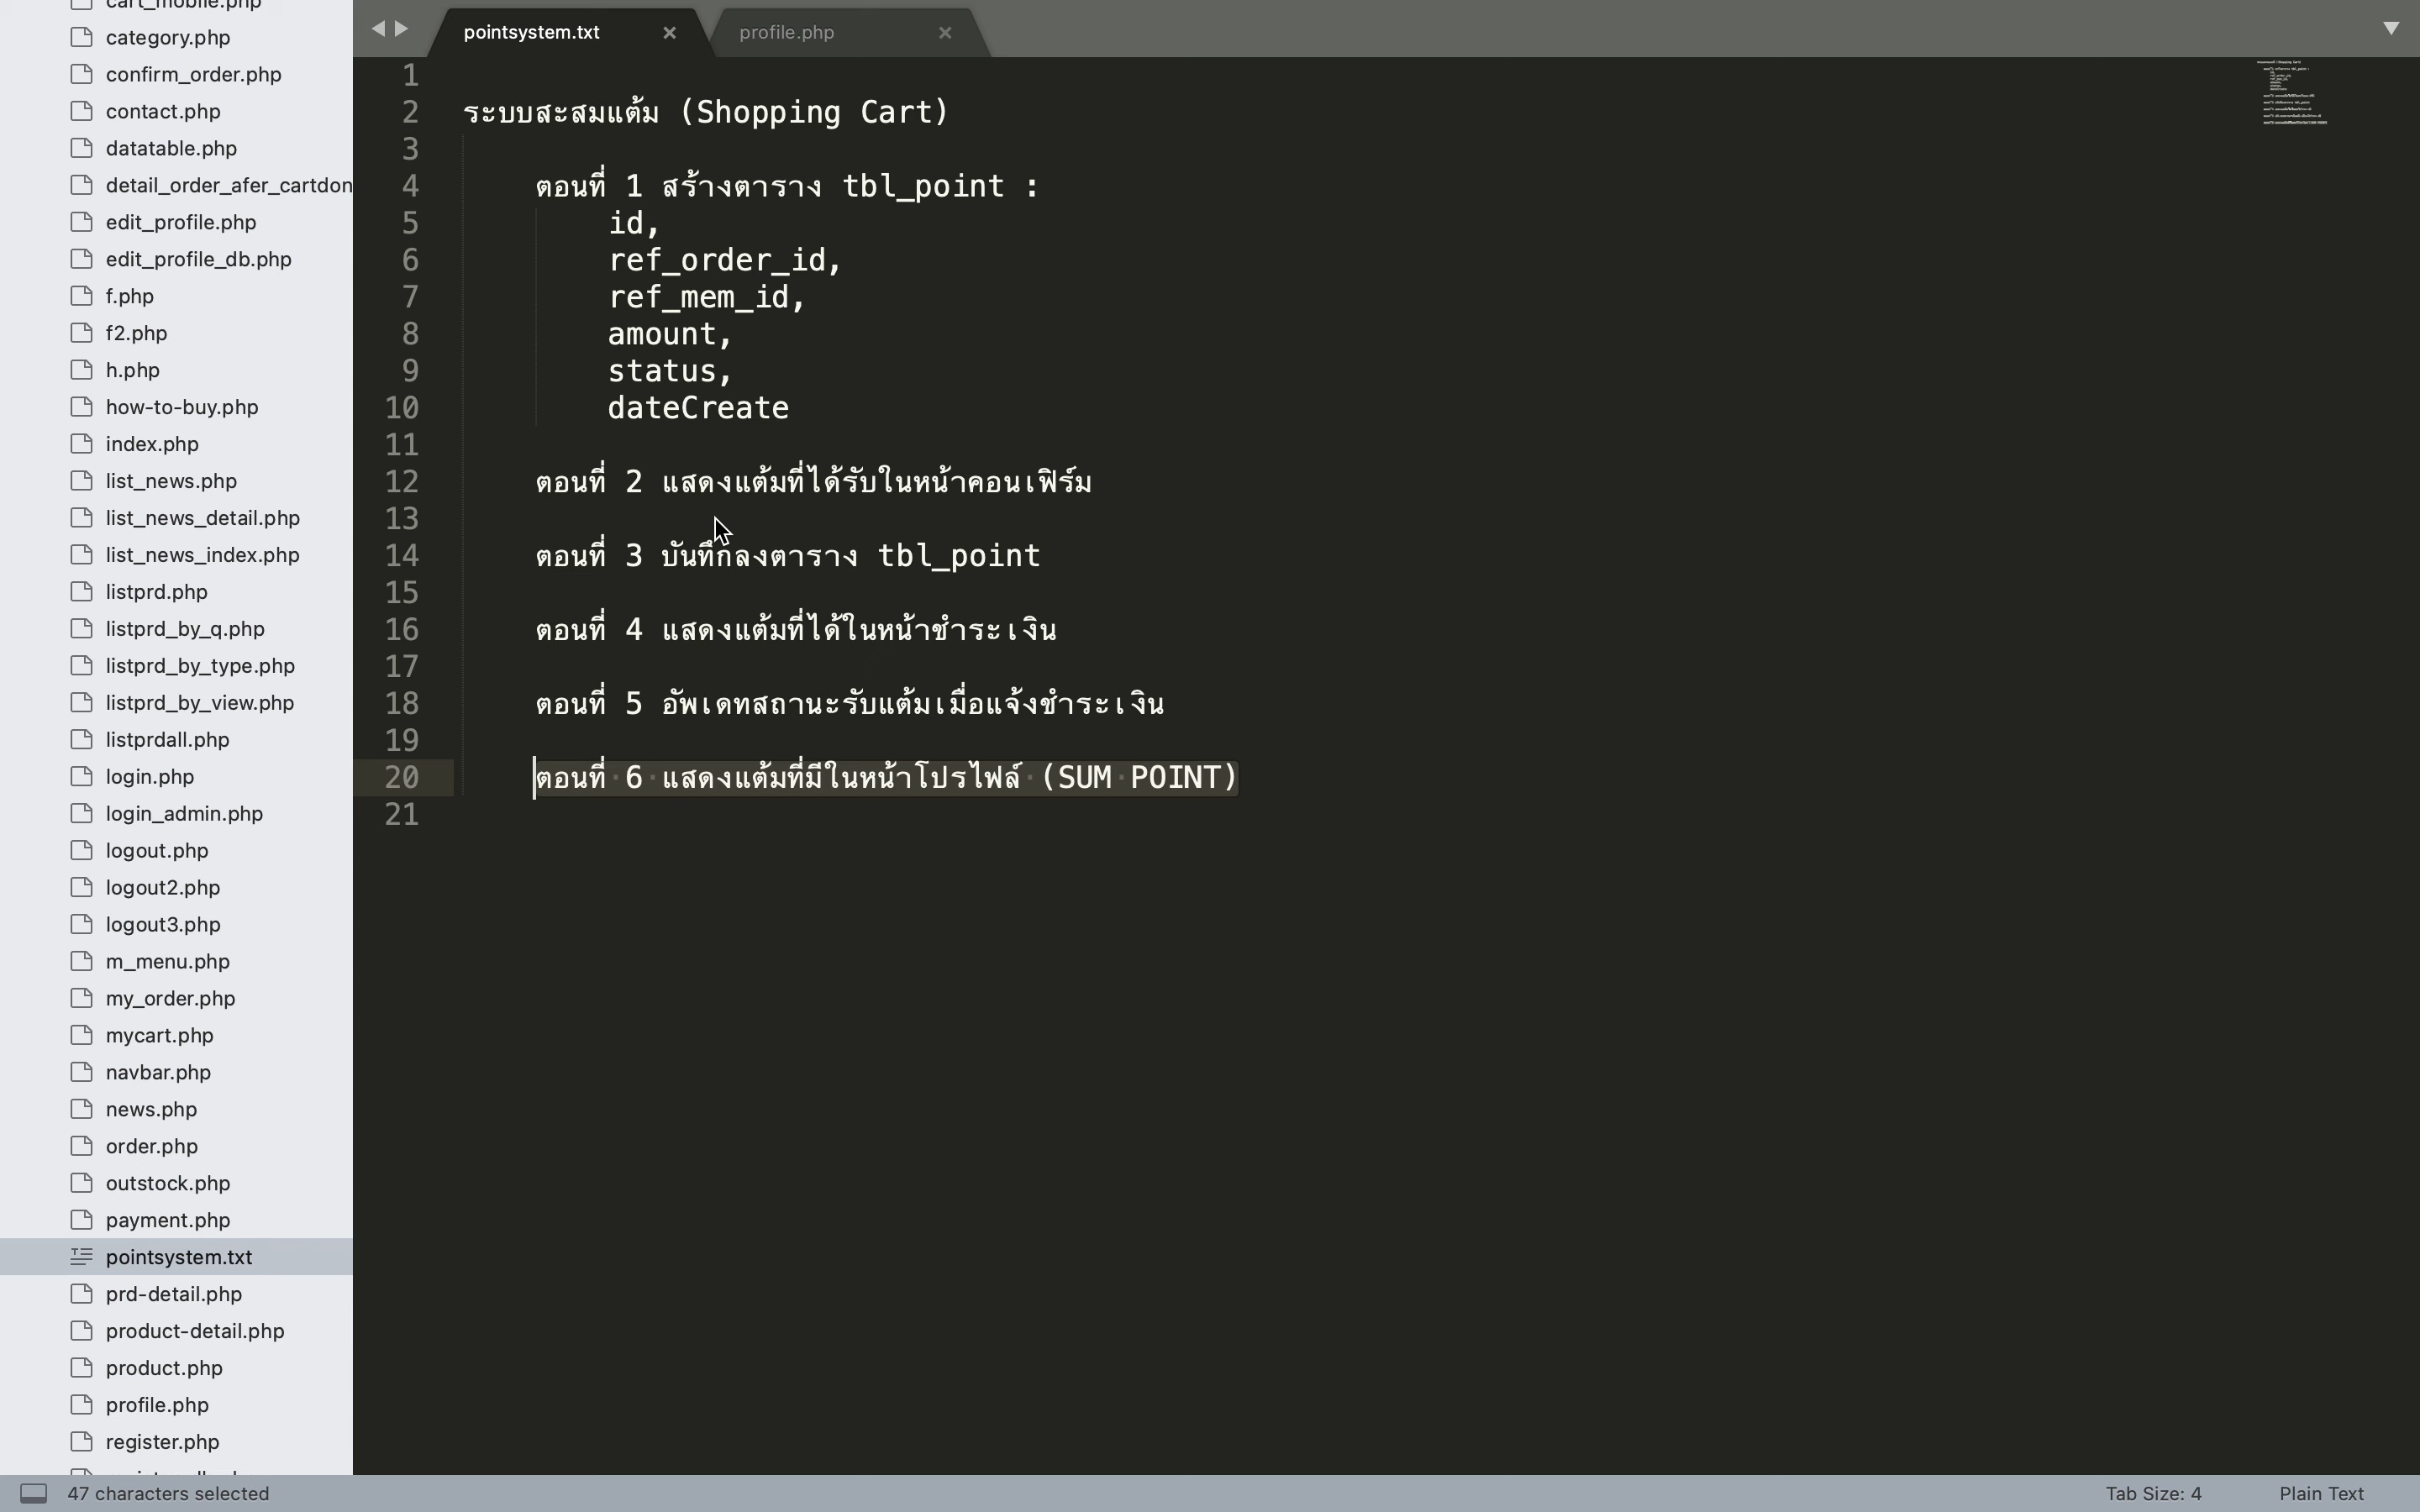 cart_mobile.php
category.php
confirm_order.php
contact.php
datatable.php
detail_order_afer_cartdon
edit_profile.php
edit_profile_db.php
f.php
f2.php
h.php
how-to-buy.php
index.php
list_news.php
list_news_detail.php
list_news_index.php
listprd.php
listprd_by_q.php
listprd_by_type.php
listprd_by_view.php
listprdall.php
login.php
login_admin.php
logout.php
logout2.php
logout3.php
m_menu.php
my_order.php
mycart.php
navbar.php
news.php
order.php
outstock.php
payment.php
pointsystem.txt
prd-detail.php
product-detail.php
product.php
profile.php
register.php
pointsystem.txt profile.php
1
2 ระบบสะสมแต้ม (Shopping Cart)
3
4 ตอนที่ 1 สร้างตาราง tbl_point :
5 id,
6 ref_order_id,
7 ref_mem_id,
8 amount,
9 status,
10 dateCreate
11
12 ตอนที่ 2 แสดงแต้มที่ได้รับในหน้าคอนเฟิร์ม
13
14 ตอนที่ 3 บันทึกลงตาราง tbl_point
15
16 ตอนที่ 4 แสดงแต้มที่ได้ในหน้าชำระเงิน
17
18 ตอนที่ 5 อัพเดทสถานะรับแต้มเมื่อแจ้งชำระเงิน
19
20 ตอนที่ 6 แสดงแต้มที่มีในหน้าโปรไฟล์ (SUM POINT)
21
47 characters selected Tab Size: 4 Plain Text